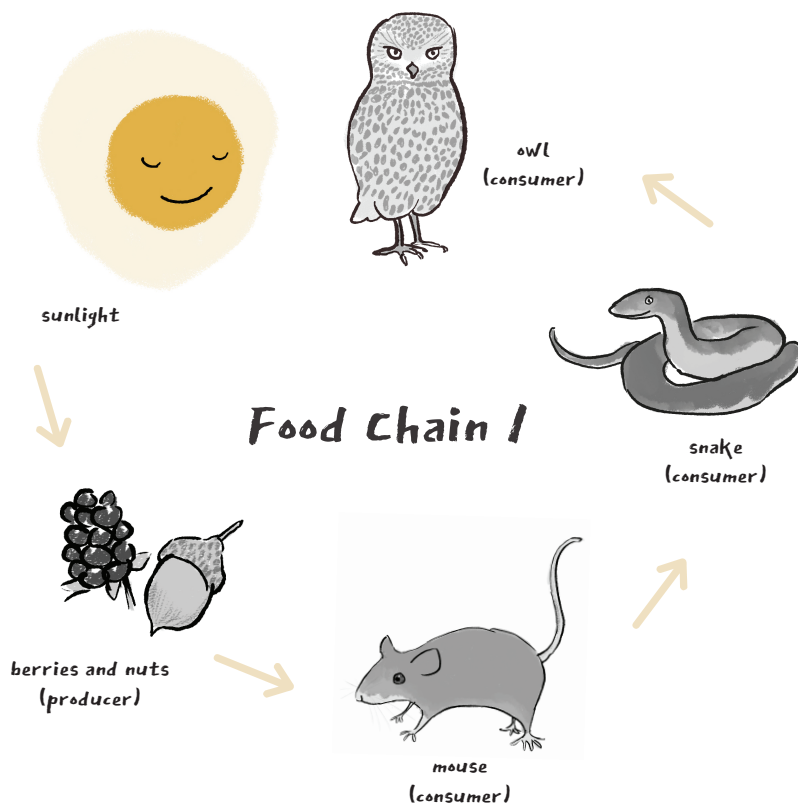 owl
(consumer)
sunlight
Food Chain 1
snake
(consumer)
berries and nuts
(producer)
mouse
(consumer)